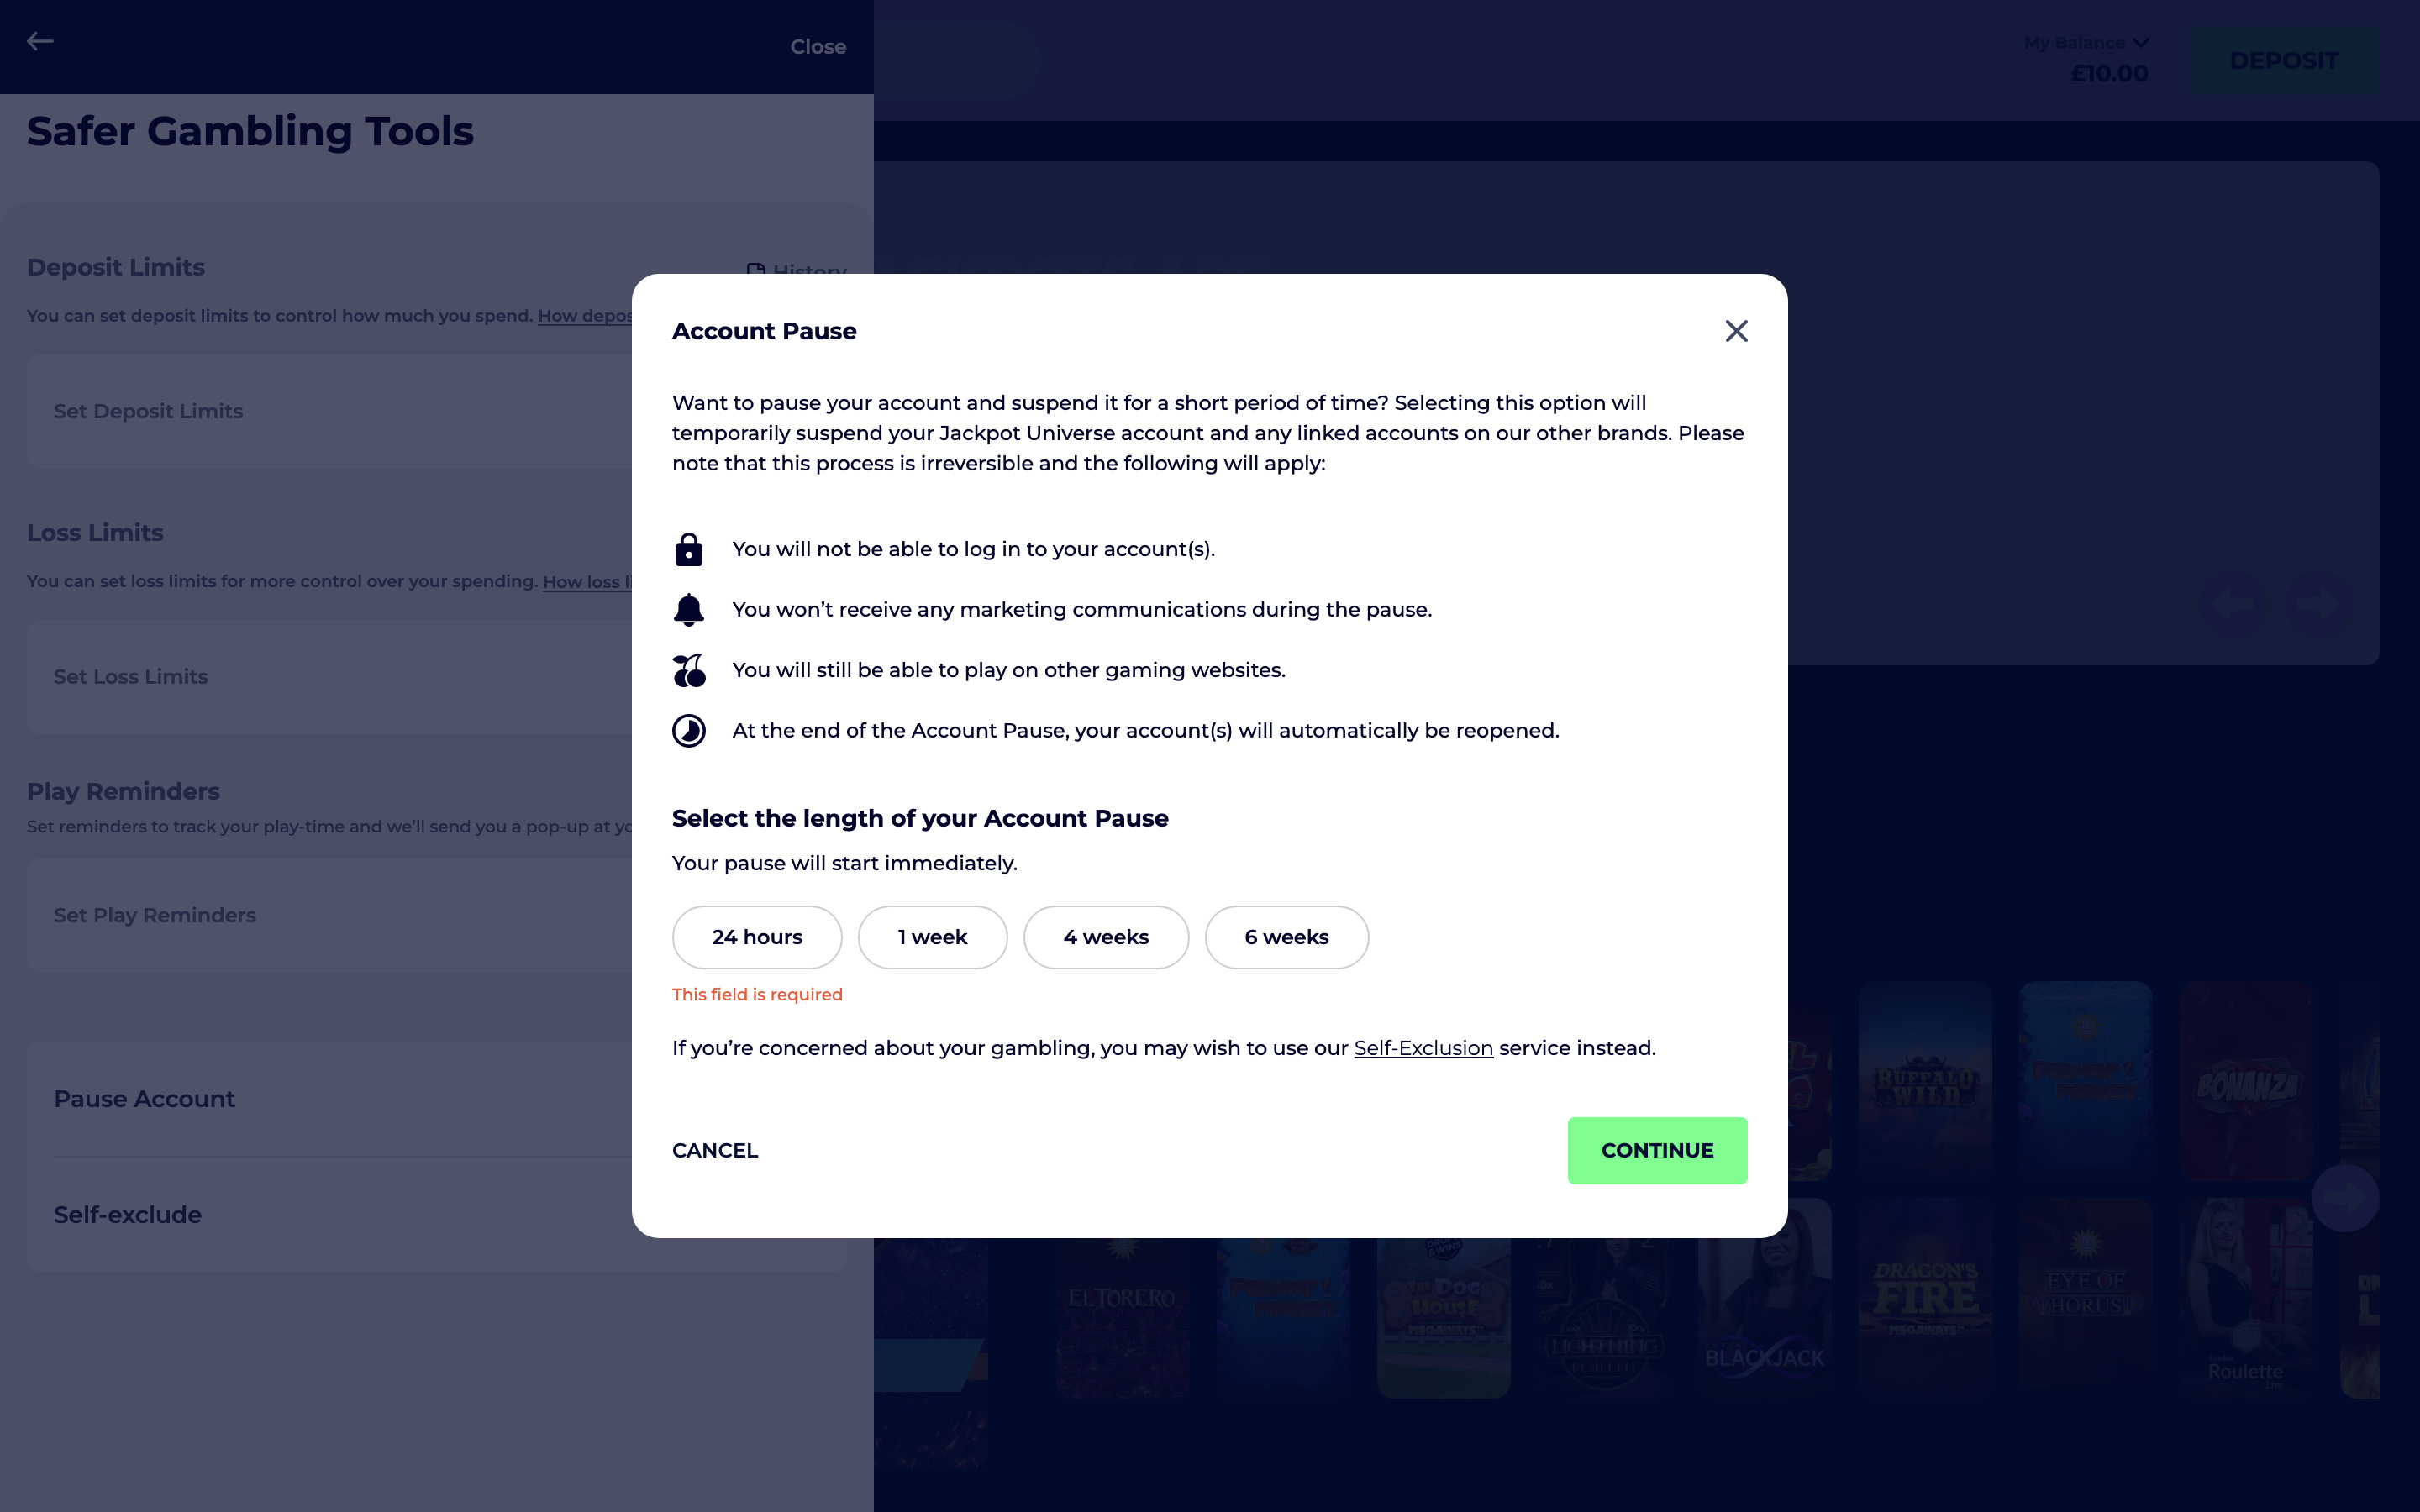 Close
My Balance
£10.00
DEPOSIT
Safer Gambling Tools
Deposit Limits
History
You can set deposit limits to control how much you spend. How depos
Set Deposit Limits
Loss Limits
You can set loss limits for more control over your spending. How loss li
Set Loss Limits
Play Reminders
Set reminders to track your play-time and we'll send you a pop-up at yo
Set Play Reminders
Pause Account
Self-exclude
Account Pause
Want to pause your account and suspend it for a short period of time? Selecting this option will
temporarily suspend your Jackpot Universe account and any linked accounts on our other brands. Please
note that this process is irreversible and the following will apply:
You will not be able to log in to your account(s).
You won’t receive any marketing communications during the pause.
You will still be able to play on other gaming websites.
At the end of the Account Pause, your account(s) will automatically be reopened.
Select the length of your Account Pause
Your pause will start immediately.
24 hours
1 week
4 weeks
6 weeks
This field is required
If you’re concerned about your gambling, you may wish to use our Self-Exclusion service instead.
CANCEL
CONTINUE
BUFFALO
WILD
FISHIN' FRENZY
BONANZA
EL TORERO
FISHIN' FRENZY
THE DOG
HOUSE
MEGAWAYS
LIGHTNING
ROULETTE
BLACKJACK
DRAGON'S
FIRE
MEGAWAYS
EYE OF
HORUS
London
Roulette
Live